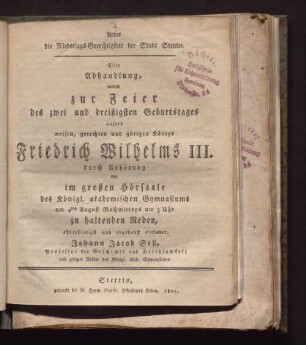 Ueber
die Niederlags-Gerechtigkeit der Stadt Stettin.
Eine
Abhandlung,
womit
zur Feier
des zwei und dreißigsten Geburtstages
unsers
weisen, gerechten und gütigen Königs
Friedrich Wilhelms III.
durch Anhörung
der
im großen Hörsaale
des Königl. akademischen Gymnasiums
am 4ten August Nachmittags um 3 Uhr
zu haltenden Reden,
ehrerbietigst und ergebenst einladet,
Johann Jacob Sell,
Professor der Geschichte und Beredsamkeit
und zeitiger Rektor des Königl. akad. Gymnasiums.
Stettin,
gedruckt bei H. G. Effenbarts Erben. 1801.